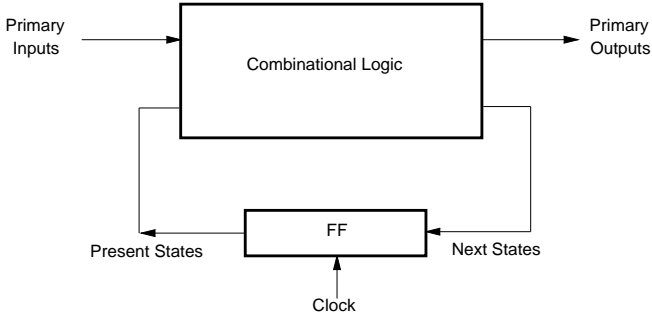 Primary
Inputs
Combinational Logic
Primary
Outputs
FF
Present States
Next States
Clock